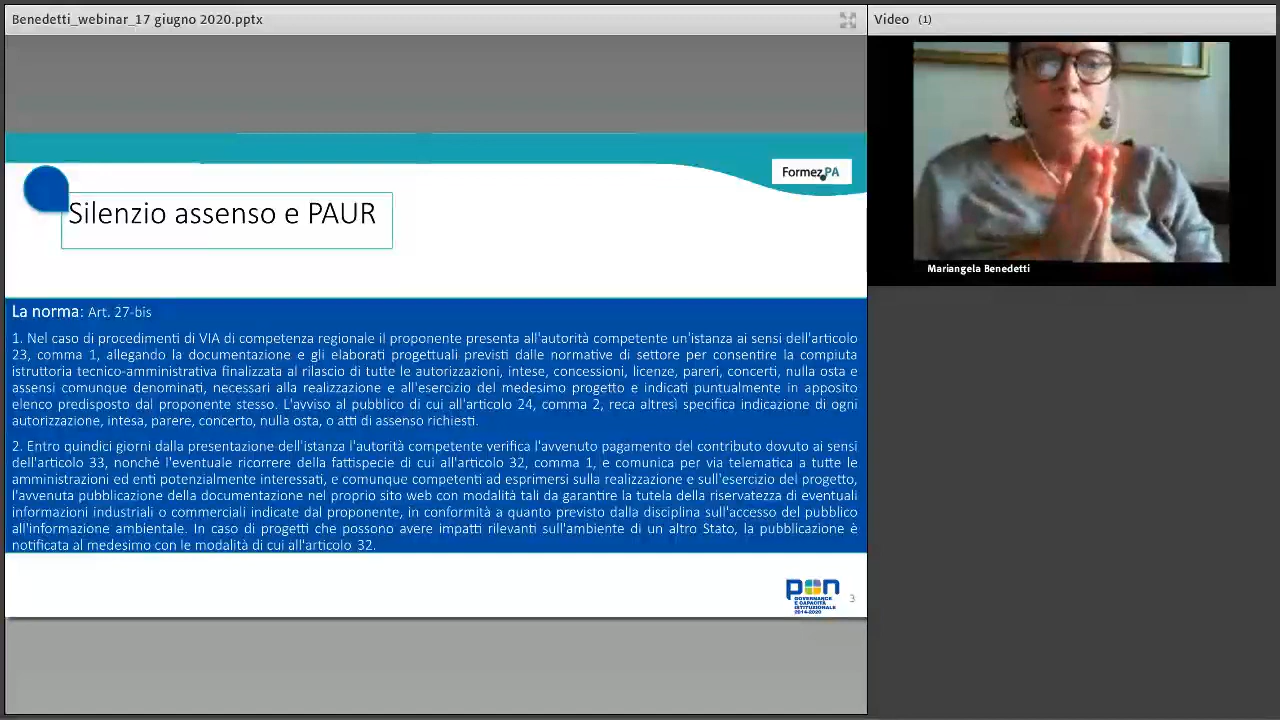 Benedetti_webinar_17 giugno 2020.pptx
Video (1)
FormezPA
Silenzio assenso e PAUR
Mariangela Benedetti
La norma: Art. 27-bis
1. Nel caso di procedimenti di VIA di competenza regionale il proponente presenta all'autorità competente un'istanza ai sensi dell'articolo
23, comma 1, allegando la documentazione e gli elaborati progettuali previsti dalle normative di settore per consentire la compiuta
istruttoria tecnico-amministrativa finalizzata al rilascio di tutte le autorizzazioni, intese, concessioni, licenze, pareri, concerti, nulla osta e
assensi comunque denominati, necessari alla realizzazione e all'esercizio del medesimo progetto e indicati puntualmente in apposito
elenco predisposto dal proponente stesso. L'avviso al pubblico di cui all'articolo 24, comma 2, reca altresì specifica indicazione di ogni
autorizzazione, intesa, parere, concerto, nulla osta, o atti di assenso richiesti.
2. Entro quindici giorni dalla presentazione dell'istanza l'autorità competente verifica l'avvenuto pagamento del contributo dovuto ai sensi
dell'articolo 33, nonché l'eventuale ricorrere della fattispecie di cui all'articolo 32, comma 1, e comunica per via telematica a tutte le
amministrazioni ed enti potenzialmente interessati, e comunque competenti ad esprimersi sulla realizzazione e sull'esercizio del progetto,
l'avvenuta pubblicazione della documentazione nel proprio sito web con modalità tali da garantire la tutela della riservatezza di eventuali
informazioni industriali o commerciali indicate dal proponente, in conformità a quanto previsto dalla disciplina sull'accesso del pubblico
all'informazione ambientale. In caso di progetti che possono avere impatti rilevanti sull'ambiente di un altro Stato, la pubblicazione è
notificata al medesimo con le modalità di cui all'articolo 32.
pon
GOVERNANCE
E CAPACITÀ
ISTITUZIONALE
2014-2020
3